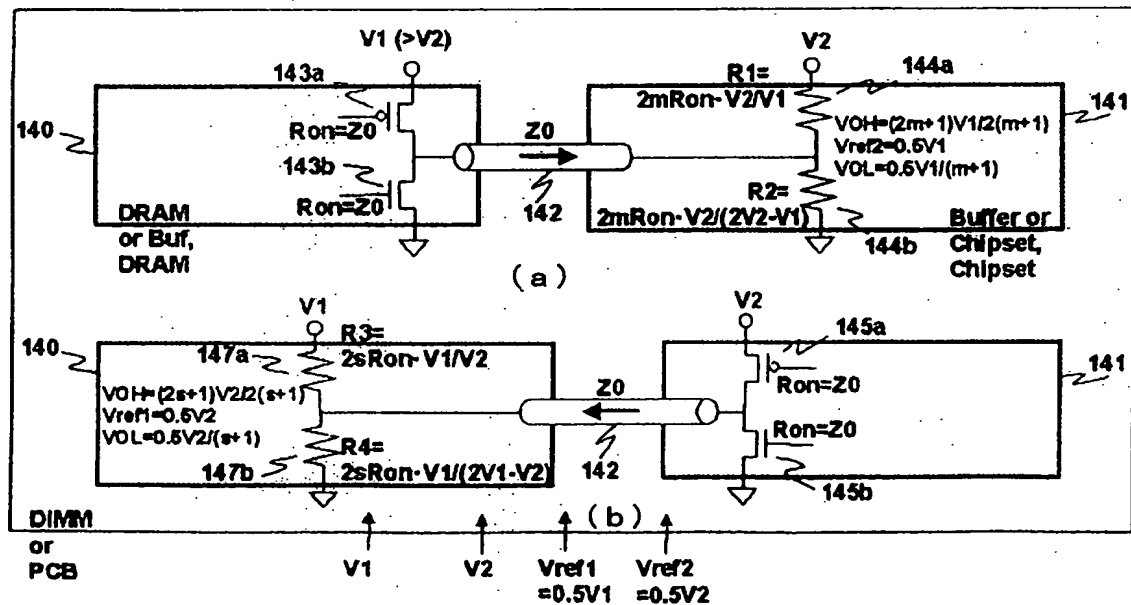 V1 (>V2)
V2
143a
R1=
2mRon·V2/V1
144a
140
Ron=Z0
Z0
141
VOH=(2m+1)V1/2(m+1)
Vref2=0.5V1
VOL=0.5V1/(m+1)
143b
Ron=Z0
142
R2=
2mRon·V2/(2V2-V1)
144b
DRAM
or Buf,
DRAM
Buffer or
Chipset,
Chipset
(a)
V1
V2
140
R3=
2sRon·V1/V2
147a
145a
141
VOH=(2s+1)V2/2(s+1)
Vref1=0.5V2
VOL=0.5V2/(s+1)
Z0
Ron=Z0
Ron=Z0
142
R4=
2sRon·V1/(2V1-V2)
147b
145b
(b)
DIMM
or
PCB
V1
V2
Vref1
=0.5V1
Vref2
=0.5V2